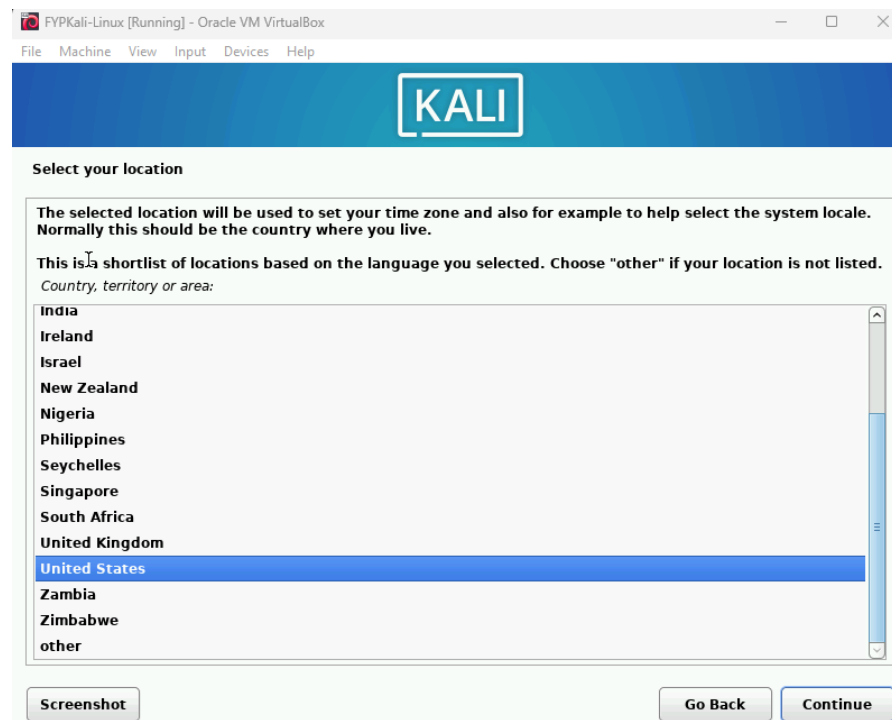 FYPKali-Linux [Running] - Oracle VM VirtualBox
File Machine View Input Devices Help
KALI
Select your location
The selected location will be used to set your time zone and also for example to help select the system locale.
Normally this should be the country where you live.
This is a shortlist of locations based on the language you selected. Choose "other" if your location is not listed.
Country, territory or area:
India
Ireland
Israel
New Zealand
Nigeria
Philippines
Seychelles
Singapore
South Africa
United Kingdom
United States
Zambia
Zimbabwe
other
Screenshot Go Back Continue